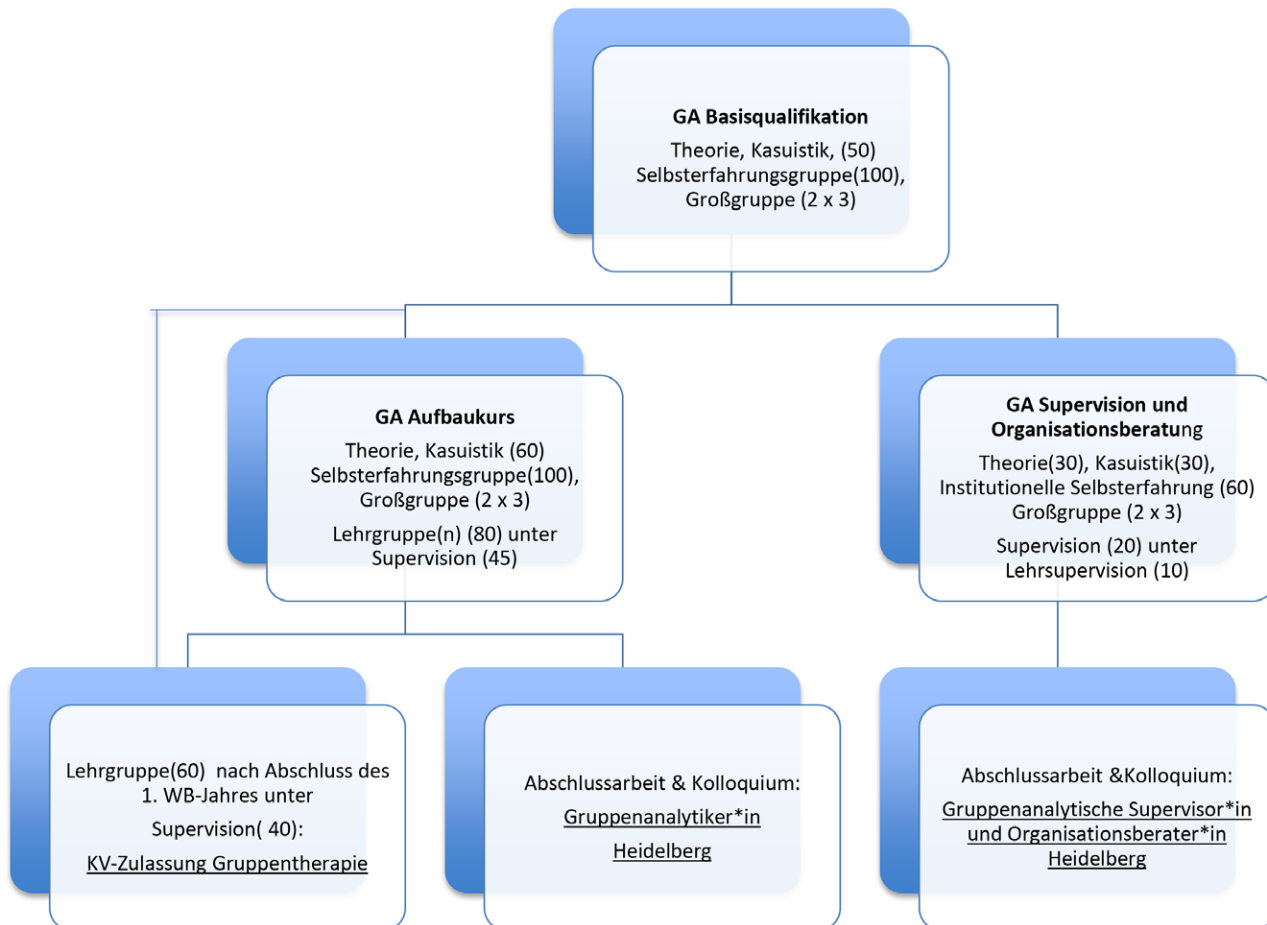 GA Basisqualifikation
Theorie, Kasuistik, (50)
Selbsterfahrungsgruppe(100),
Großgruppe (2 x 3)
GA Aufbaukurs
Theorie, Kasuistik (60)
Selbsterfahrungsgruppe(100),
Großgruppe (2 x 3)
Lehrgruppe(n) (80) unter
Supervision (45)
GA Supervision und
Organisationsberatung
Theorie(30), Kasuistik(30),
Institutionelle Selbsterfahrung (60)
Großgruppe (2 x 3)
Supervision (20) unter
Lehrsupervision (10)
Lehrgruppe(60) nach Abschluss des
1. WB-Jahres unter
Supervision( 40):
KV-Zulassung Gruppentherapie
Abschlussarbeit & Kolloquium:
Gruppenanalytiker*in
Heidelberg
Abschlussarbeit &Kolloquium:
Gruppenanalytische Supervisor*in
und Organisationsberater*in
Heidelberg